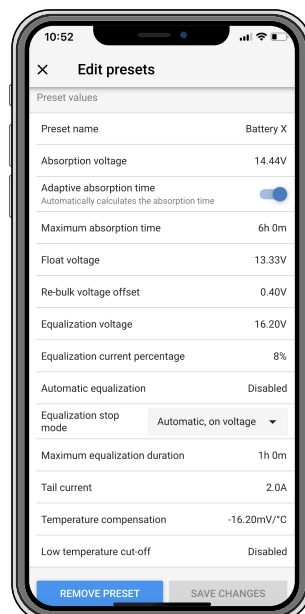 10:52
Edit presets
Preset values
Preset name Battery X
Absorption voltage 14.44V
Adaptive absorption time
Automatically calculates the absorption time
Maximum absorption time 6h 0m
Float voltage 13.33V
Re-bulk voltage offset 0.40V
Equalization voltage 16.20V
Equalization current percentage 8%
Automatic equalization Disabled
Equalization stop mode Automatic, on voltage
Maximum equalization duration 1h 0m
Tail current 2.0A
Temperature compensation -16.20mV/°C
Low temperature cut-off Disabled
REMOVE PRESET SAVE CHANGES